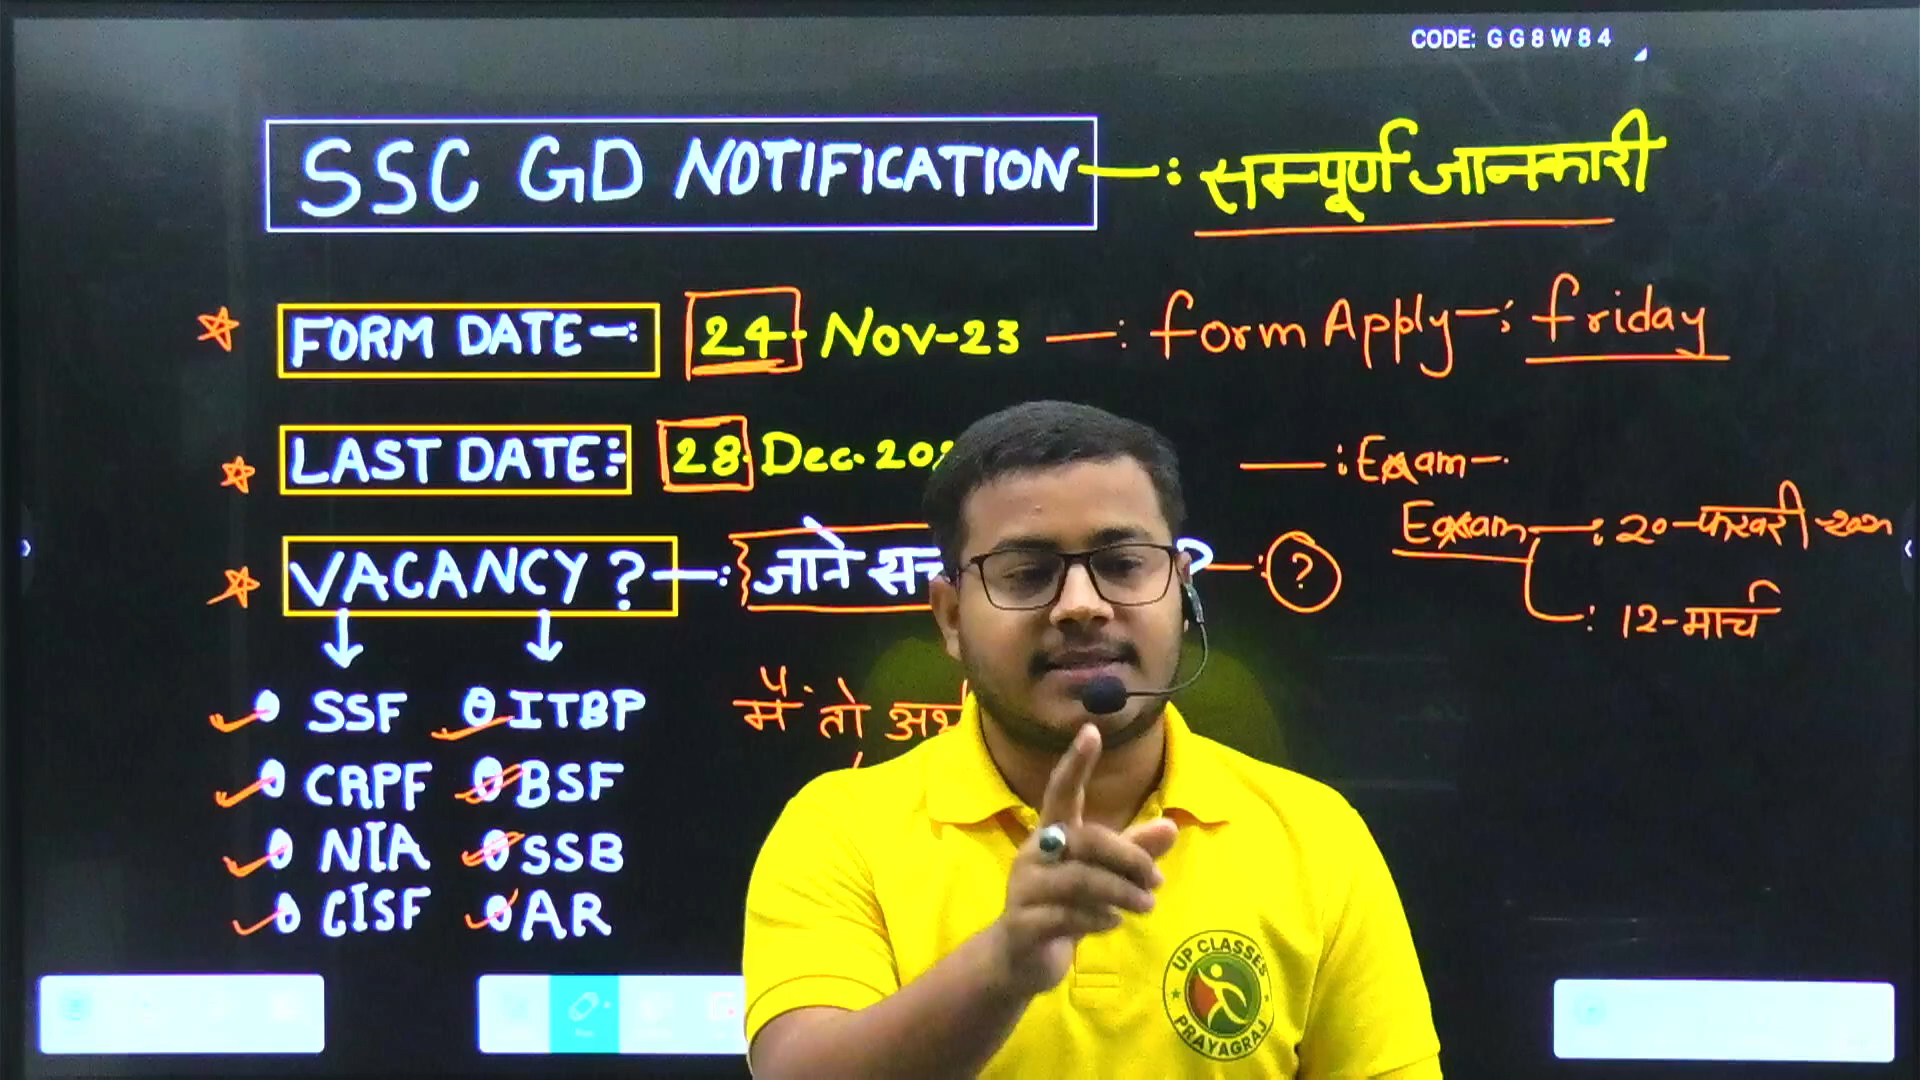 CODE: GG8W84
SSC GD NOTIFICATION —: सम्पूर्ण जानकारी
FORM DATE —: 24 - Nov-23 —: form Apply —: friday
LAST DATE: 28. Dec. —: Exam —.
Exam —: 20-फरवरी
: 12-मार्च
VACANCY ? —: जाने ? —: ?
SSF ITBP
CRPF BSF
NIA SSB
CISF AR
में तो
UP CLASSES
PRAYAGRAJ